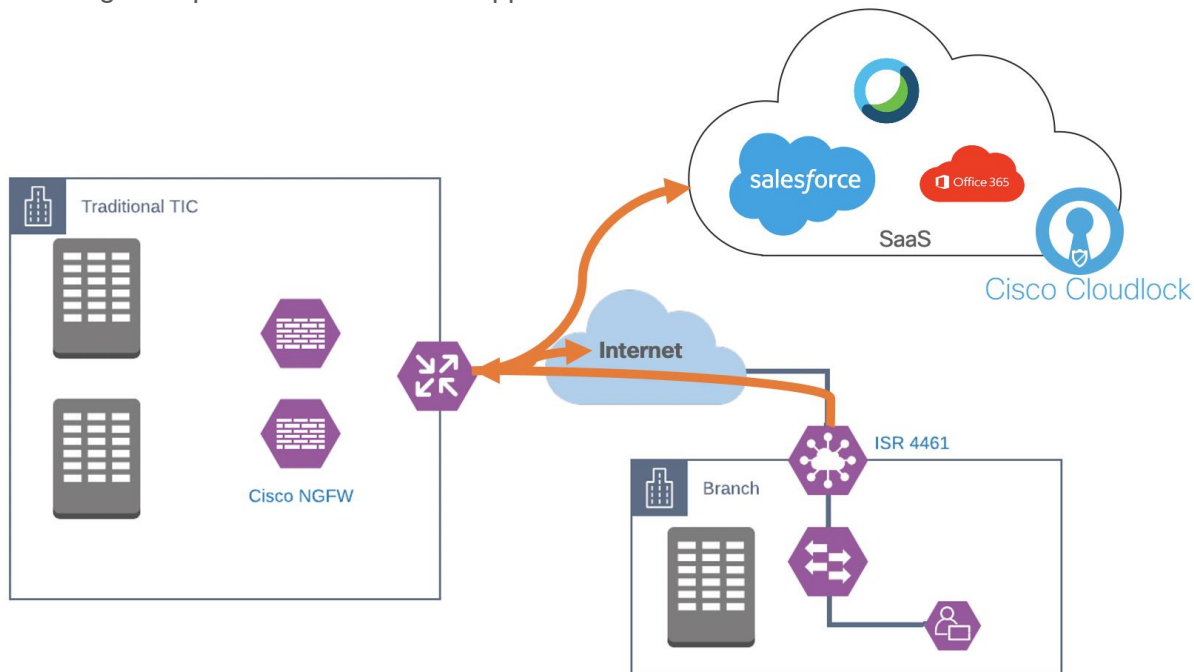 Traditional TIC
salesforce
Office 365
SaaS
Cisco Cloudlock
Internet
ISR 4461
Cisco NGFW
Branch